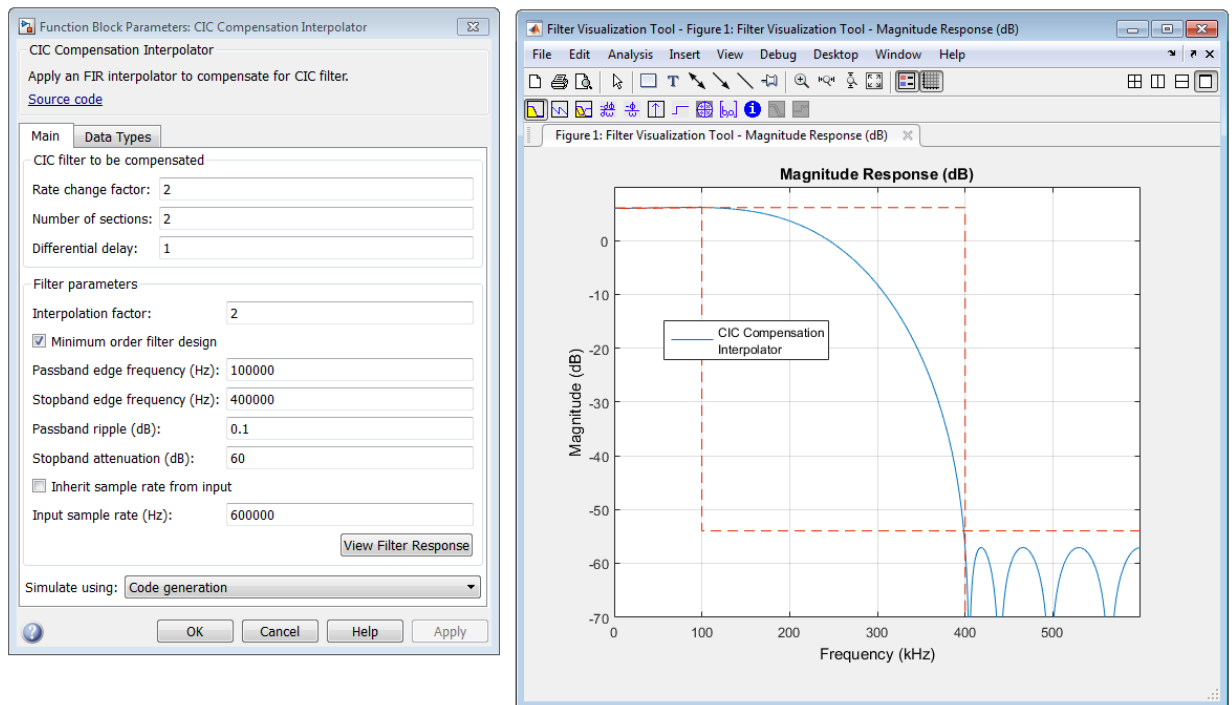 Function Block Parameters: CIC Compensation Interpolator
CIC Compensation Interpolator
Apply an FIR interpolator to compensate for CIC filter.
Source code
Main
Data Types
CIC filter to be compensated
Rate change factor: 2
Number of sections: 2
Differential delay: 1
Filter parameters
Interpolation factor: 2
Minimum order filter design
Passband edge frequency (Hz): 100000
Stopband edge frequency (Hz): 400000
Passband ripple (dB): 0.1
Stopband attenuation (dB): 60
Inherit sample rate from input
Input sample rate (Hz): 600000
View Filter Response
Simulate using: Code generation
OK Cancel Help Apply
Filter Visualization Tool - Figure 1: Filter Visualization Tool - Magnitude Response (dB)
File Edit Analysis Insert View Debug Desktop Window Help
Figure 1: Filter Visualization Tool - Magnitude Response (dB)
Magnitude Response (dB)
0
-10
-20
-30
-40
-50
-60
-70
Magnitude (dB)
CIC Compensation
Interpolator
0 100 200 300 400 500
Frequency (kHz)